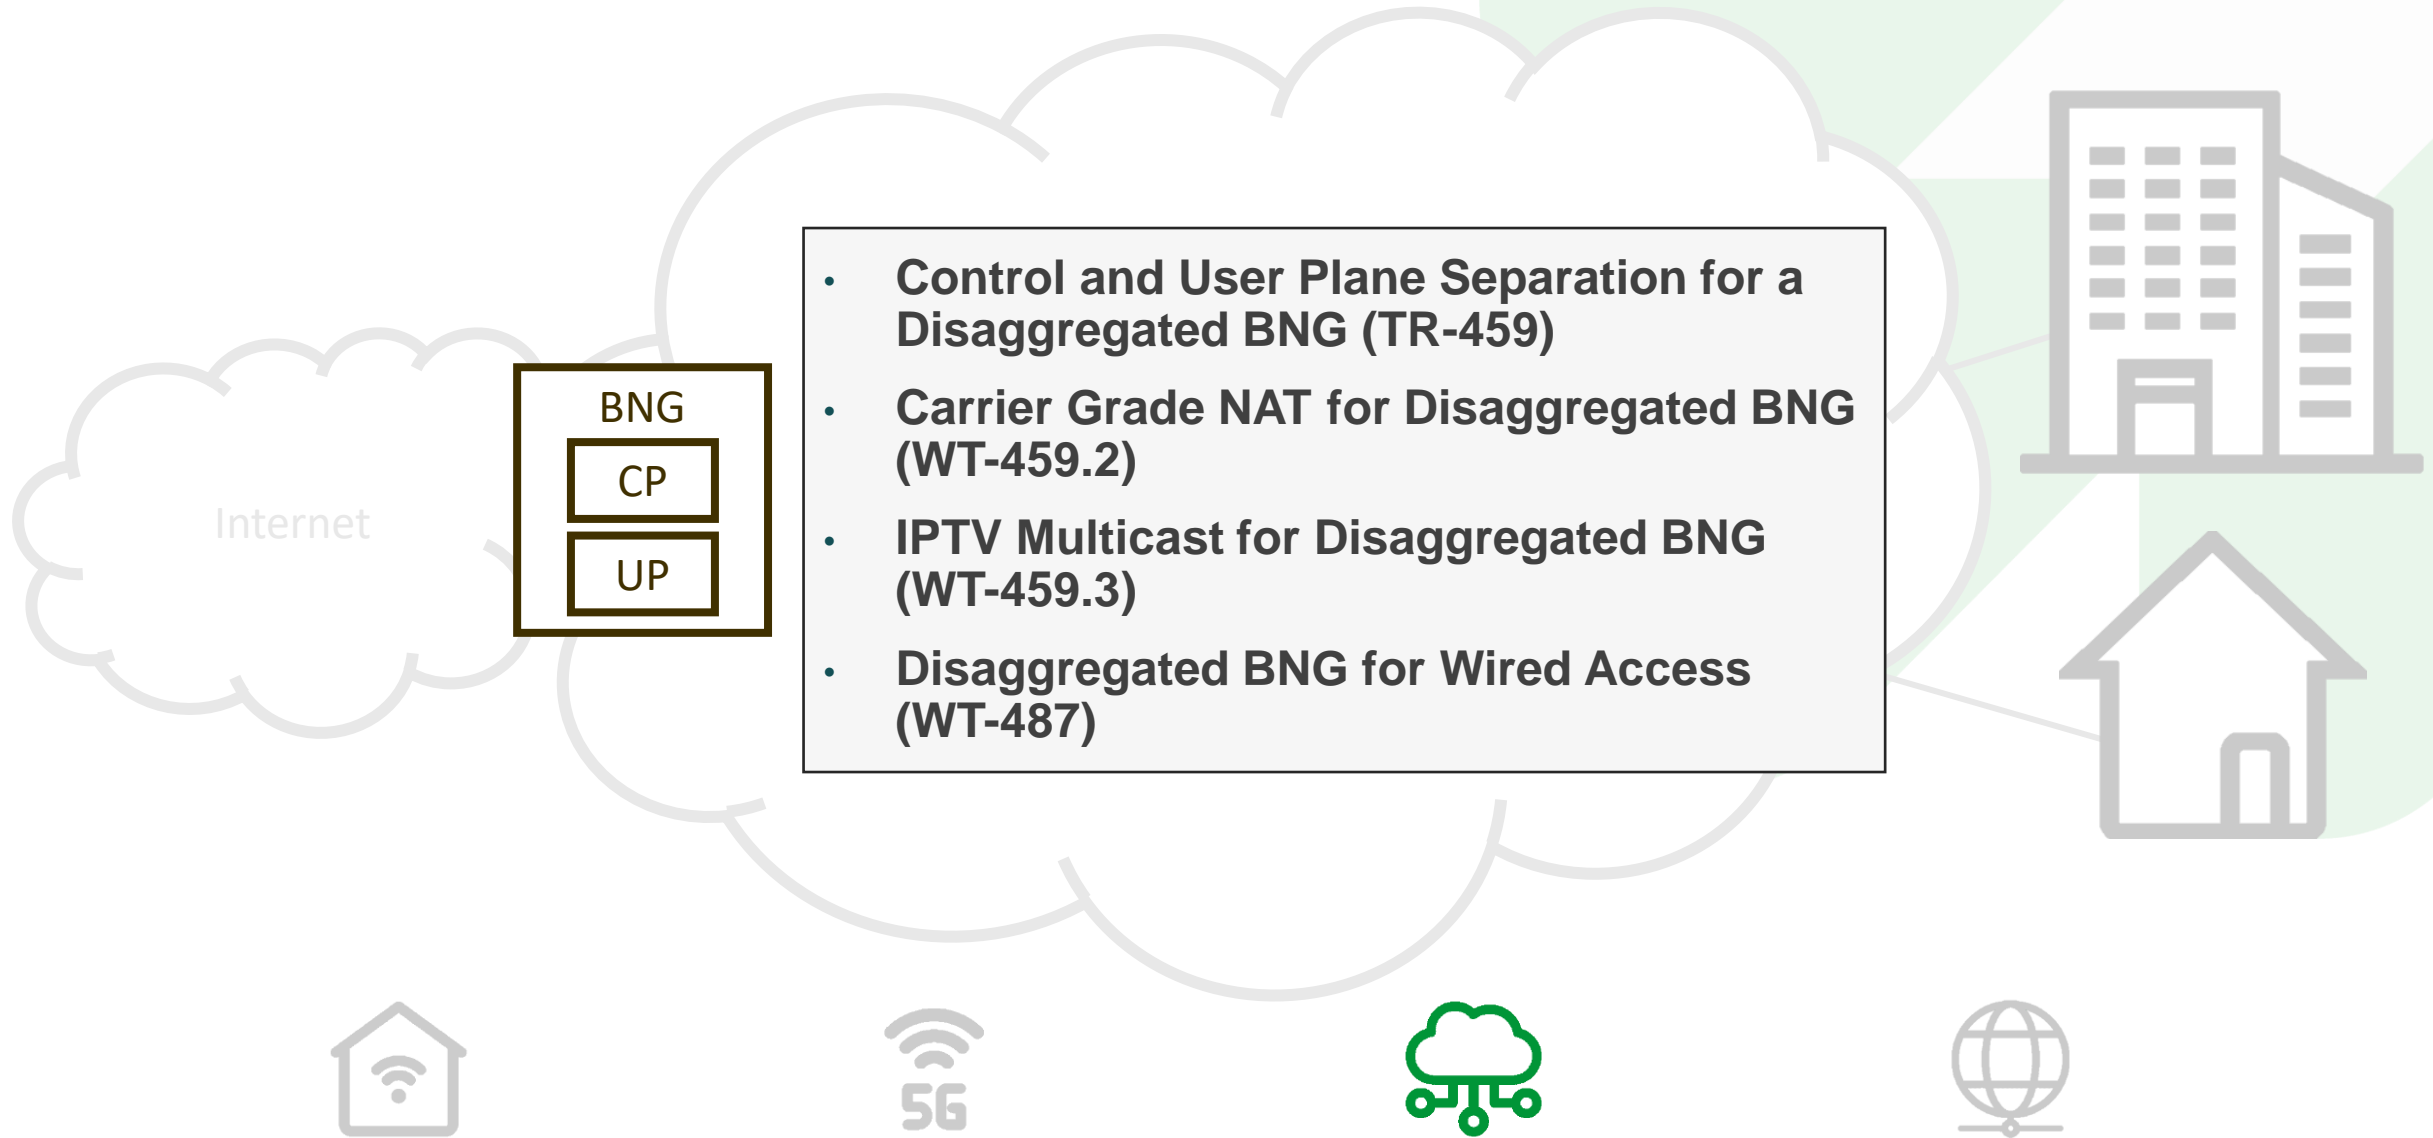 Control and User Plane Separation for a
Disaggregated BNG (TR-459)
Carrier Grade NAT for Disaggregated BNG
(WT-459.2)
IPTV Multicast for Disaggregated BNG
(WT-459.3)
Disaggregated BNG for Wired Access
(WT-487)
BNG
CP
UP
Internet
5G